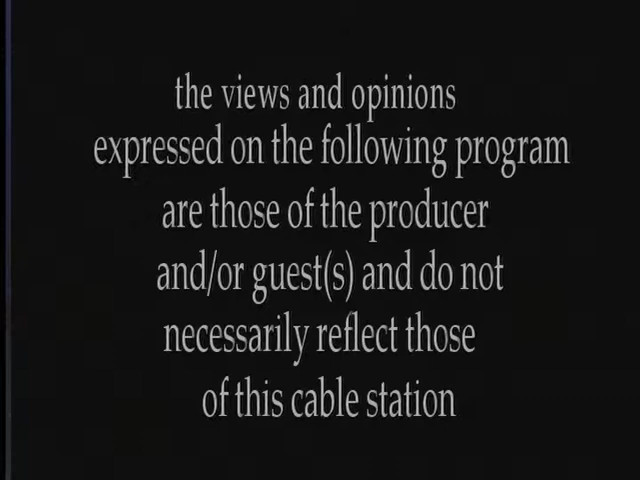 the views and opinions
expressed on the following program
are those of the producer
and/or guest(s) and do not
necessarily reflect those
of this cable station